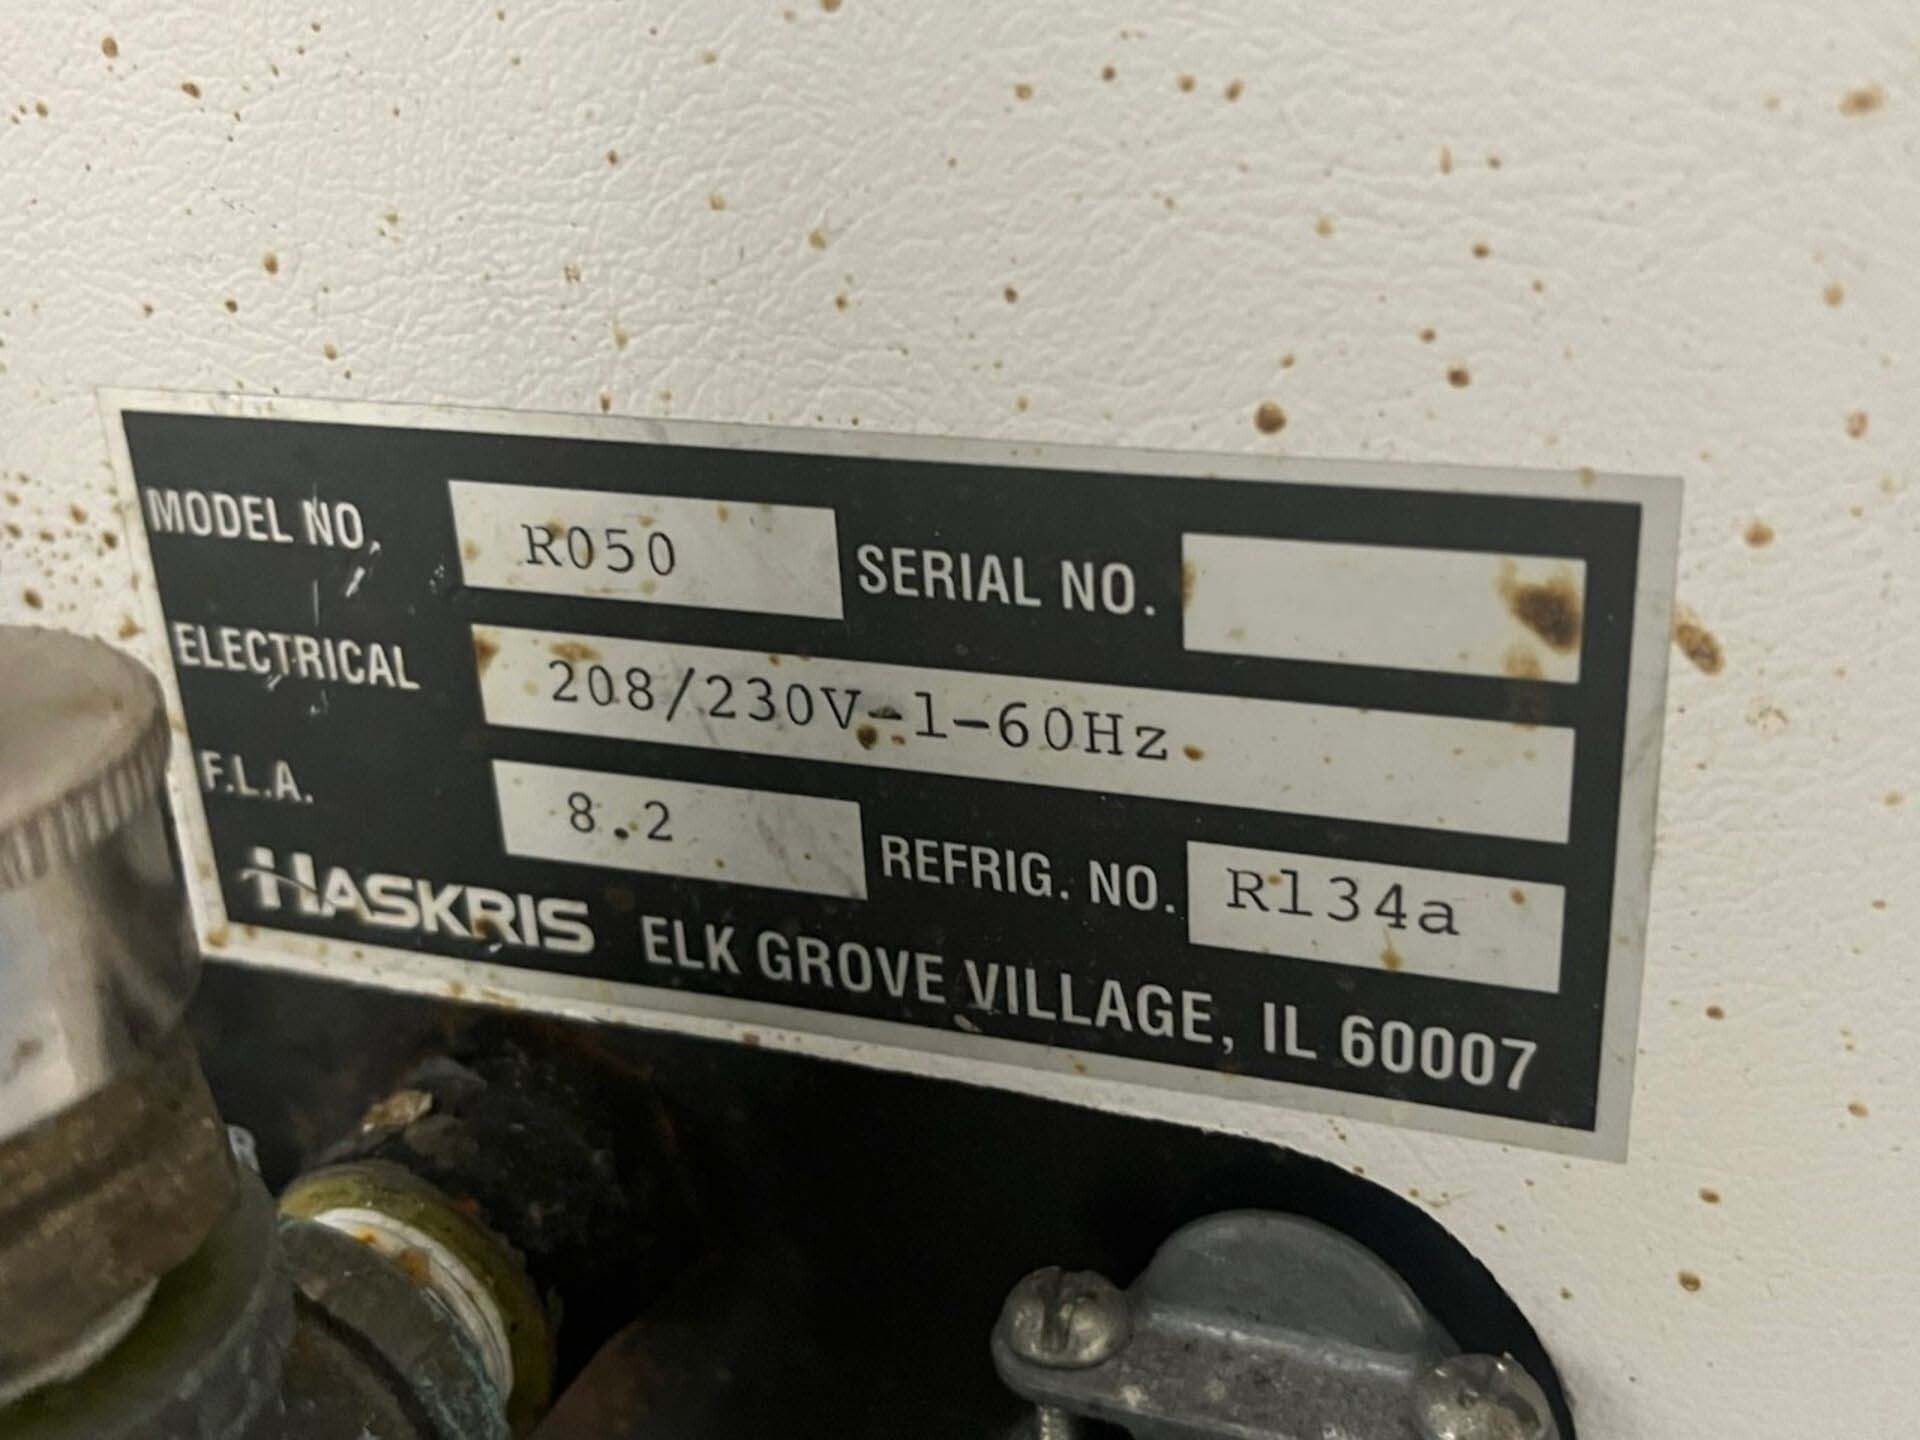 MODEL NO. R050 SERIAL NO.
ELECTRICAL 208/230V-1-60Hz
F.L.A. 8.2 REFRIG. NO. R134a
HASKRIS ELK GROVE VILLAGE, IL 60007